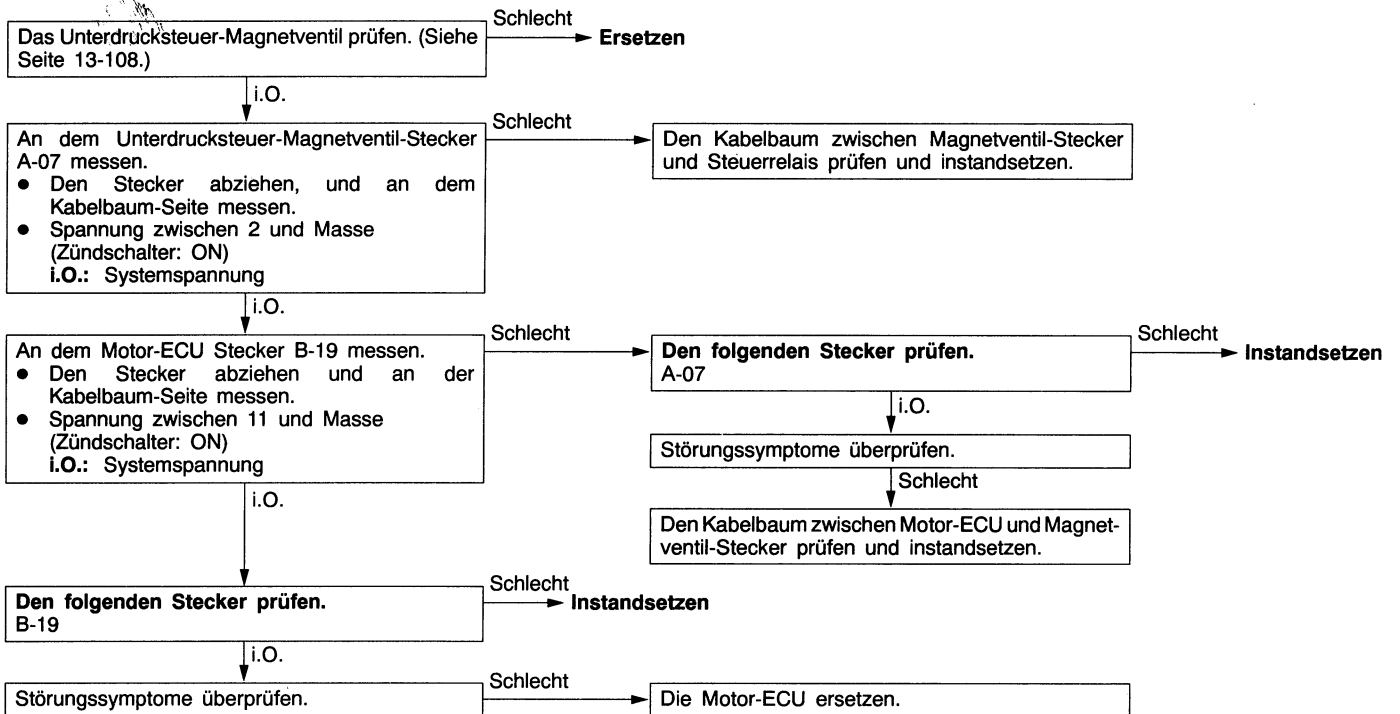 Das Unterdrucksteuer-Magnetventil prüfen. (Siehe
Seite 13-108.)
Schlecht
Ersetzen
i.O.
An dem Unterdrucksteuer-Magnetventil-Stecker
A-07 messen.
● Den Stecker abziehen, und an dem
Kabelbaum-Seite messen.
● Spannung zwischen 2 und Masse
(Zündschalter: ON)
i.O.: Systemspannung
Schlecht
Den Kabelbaum zwischen Magnetventil-Stecker
und Steuerrelais prüfen und instandsetzen.
i.O.
An dem Motor-ECU Stecker B-19 messen.
● Den Stecker abziehen und an der
Kabelbaum-Seite messen.
● Spannung zwischen 11 und Masse
(Zündschalter: ON)
i.O.: Systemspannung
Schlecht
Den folgenden Stecker prüfen.
A-07
Schlecht
Instandsetzen
i.O.
Störungssymptome überprüfen.
Schlecht
Den Kabelbaum zwischen Motor-ECU und Magnet-
ventil-Stecker prüfen und instandsetzen.
i.O.
Den folgenden Stecker prüfen.
B-19
Schlecht
Instandsetzen
i.O.
Störungssymptome überprüfen.
Schlecht
Die Motor-ECU ersetzen.